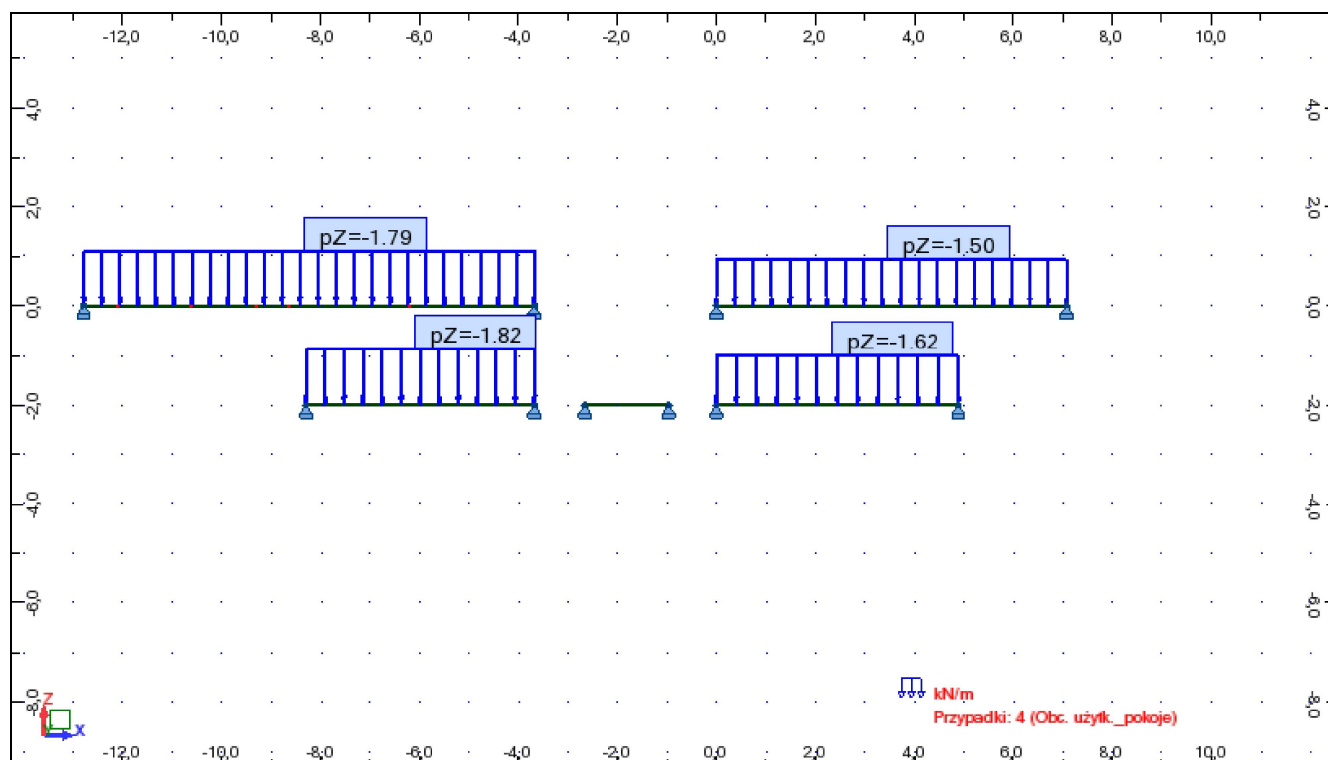 -12,0 -10,0 -8,0 -6,0 -4,0 -2,0 0,0 2,0 4,0 6,0 8,0 10,0
4,0 4,0
2,0 2,0
pZ=-1.79 pZ=-1.50
0,0 0,0
pZ=-1.82 pZ=-1.62
-2,0 -2,0
-4,0 -4,0
-6,0 -6,0
kN/m
-8,0 Z -8,0
Przypadki: 4 (Obc. użytk._pokoje)
X
-12,0 -10,0 -8,0 -6,0 -4,0 -2,0 0,0 2,0 4,0 6,0 8,0 10,0